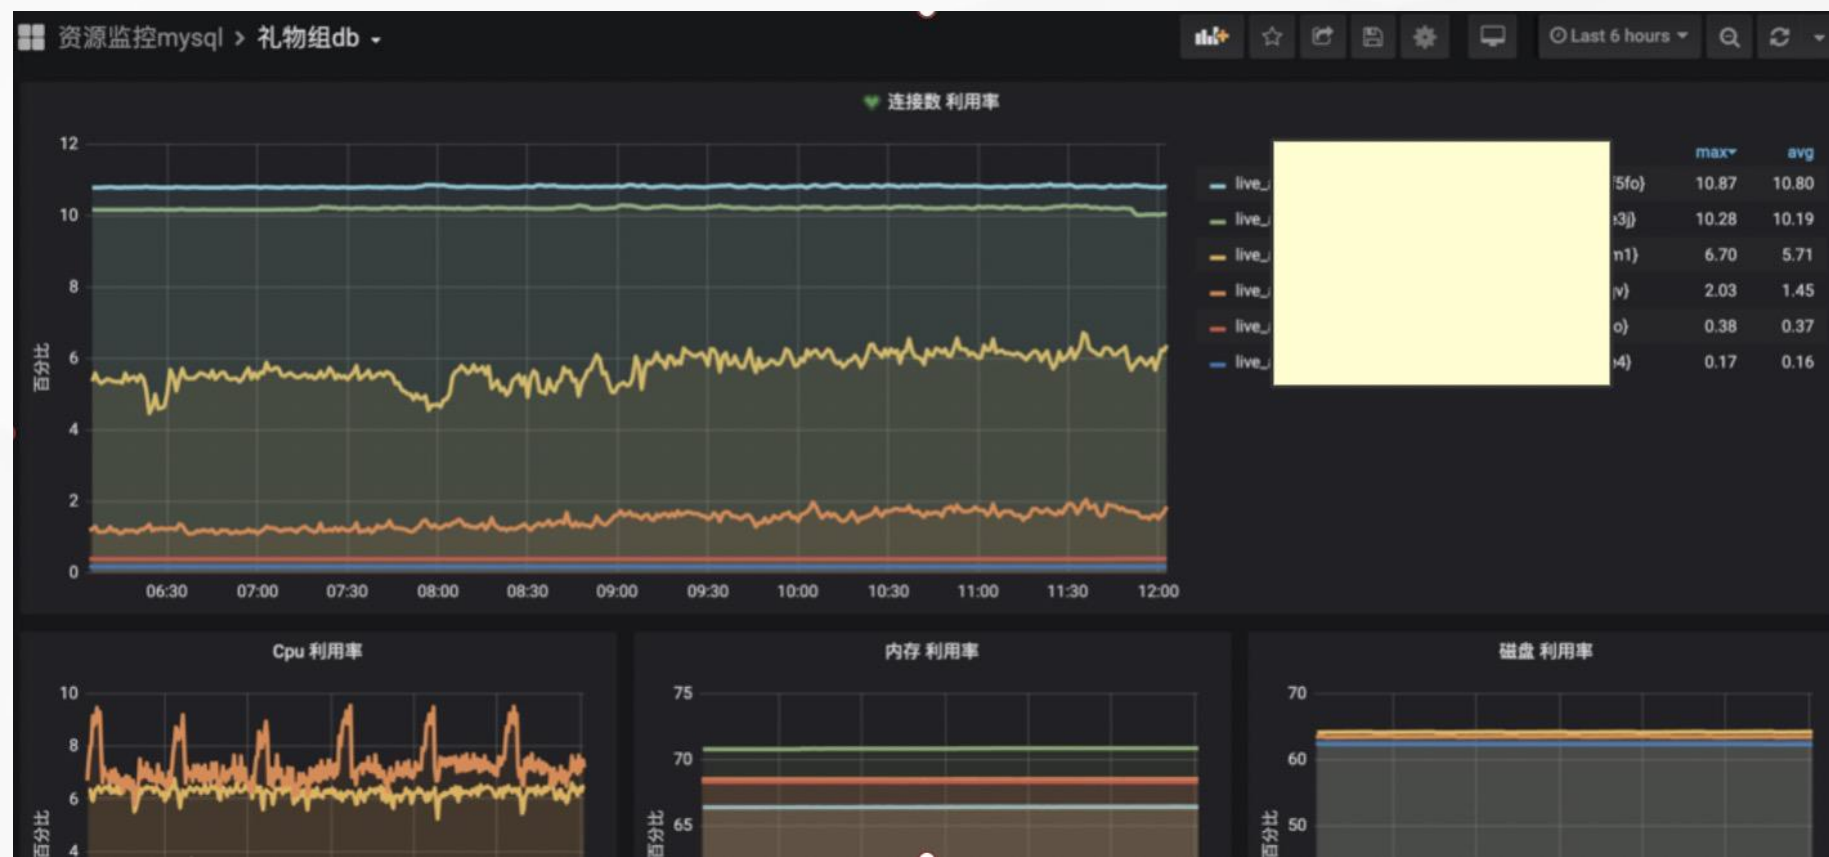 资源监控mysql > 礼物组db
Last 6 hours
连接数 利用率
百分比
12
10
8
6
4
2
0
06:30 07:00 07:30 08:00 08:30 09:00 09:30 10:00 10:30 11:00 11:30 12:00
max avg
live_ 5fo} 10.87 10.80
live_ 3j} 10.28 10.19
live_ m1} 6.70 5.71
live_ v} 2.03 1.45
live_ o} 0.38 0.37
live_ 4} 0.17 0.16
Cpu 利用率
百分比
10
8
6
4
内存 利用率
百分比
75
70
65
磁盘 利用率
百分比
70
60
50